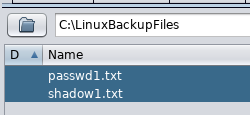 C:\LinuxBackupFiles
D Name
passwd1.txt
shadow1.txt